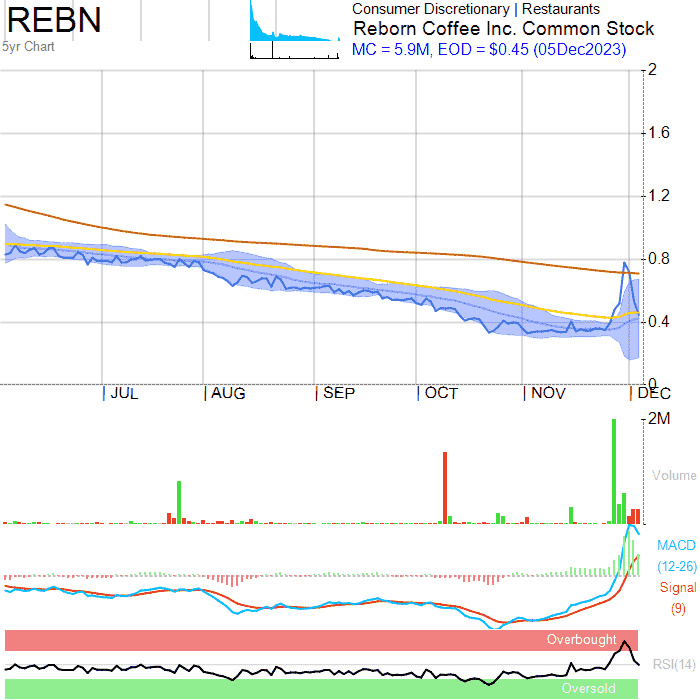 REBN
5yr Chart
Consumer Discretionary | Restaurants
Reborn Coffee Inc. Common Stock
MC = 5.9M, EOD = $0.45 (05Dec2023)
2
1.6
1.2
0.8
0.4
0
JUL AUG SEP OCT NOV DEC
2M
Volume
MACD
(12-26)
Signal
(9)
Overbought
RSI(14)
Oversold